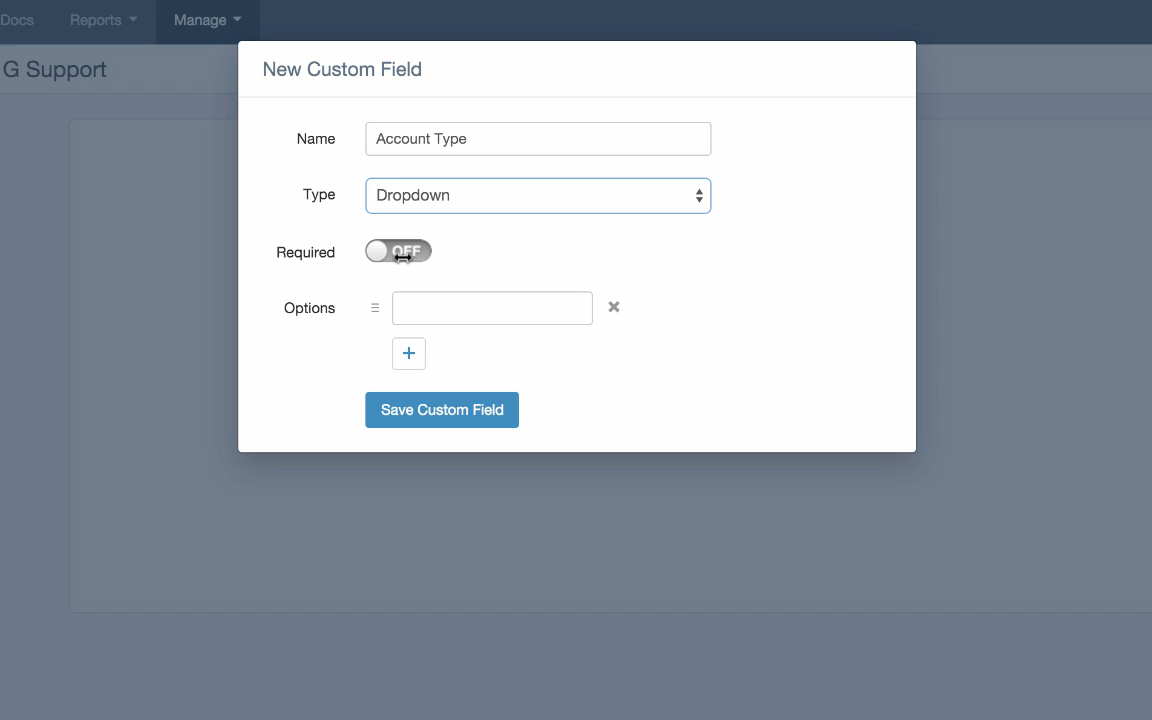 Docs Reports Manage
G Support
New Custom Field
Name Account Type
Type Dropdown
Required OFF
Options
Save Custom Field